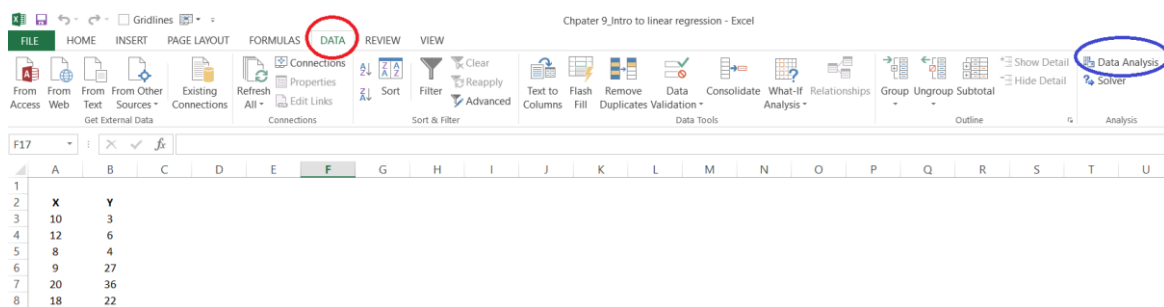 Gridlines
Chpater 9_Intro to linear regression - Excel
FILE HOME INSERT PAGE LAYOUT FORMULAS DATA REVIEW VIEW
From Access
From Web
From Text
From Other Sources
Existing Connections
Get External Data
Refresh All
Connections
Properties
Edit Links
Connections
Sort
Filter
Clear
Reapply
Advanced
Sort & Filter
Text to Columns
Flash Fill
Remove Duplicates
Data Validation
Consolidate
What-If Analysis
Relationships
Data Tools
Group
Ungroup
Subtotal
Show Detail
Hide Detail
Outline
Data Analysis
Solver
Analysis
F17 fx
A B C D E F G H I J K L M N O P Q R S T U
1
2 X Y
3 10 3
4 12 6
5 8 4
6 9 27
7 20 36
8 18 22